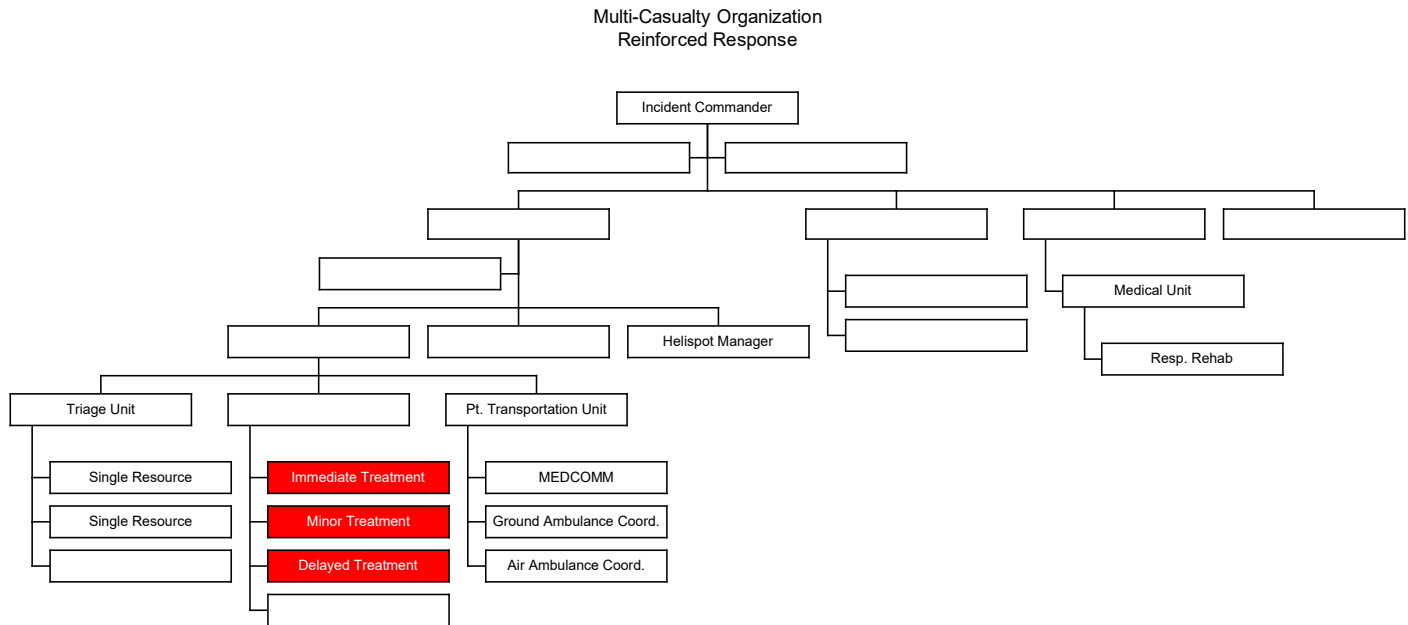 Multi-Casualty Organization
Reinforced Response
Incident Commander
Medical Unit
Helispot Manager
Resp. Rehab
Triage Unit
Pt. Transportation Unit
Single Resource
Immediate Treatment
MEDCOMM
Single Resource
Minor Treatment
Ground Ambulance Coord.
Delayed Treatment
Air Ambulance Coord.